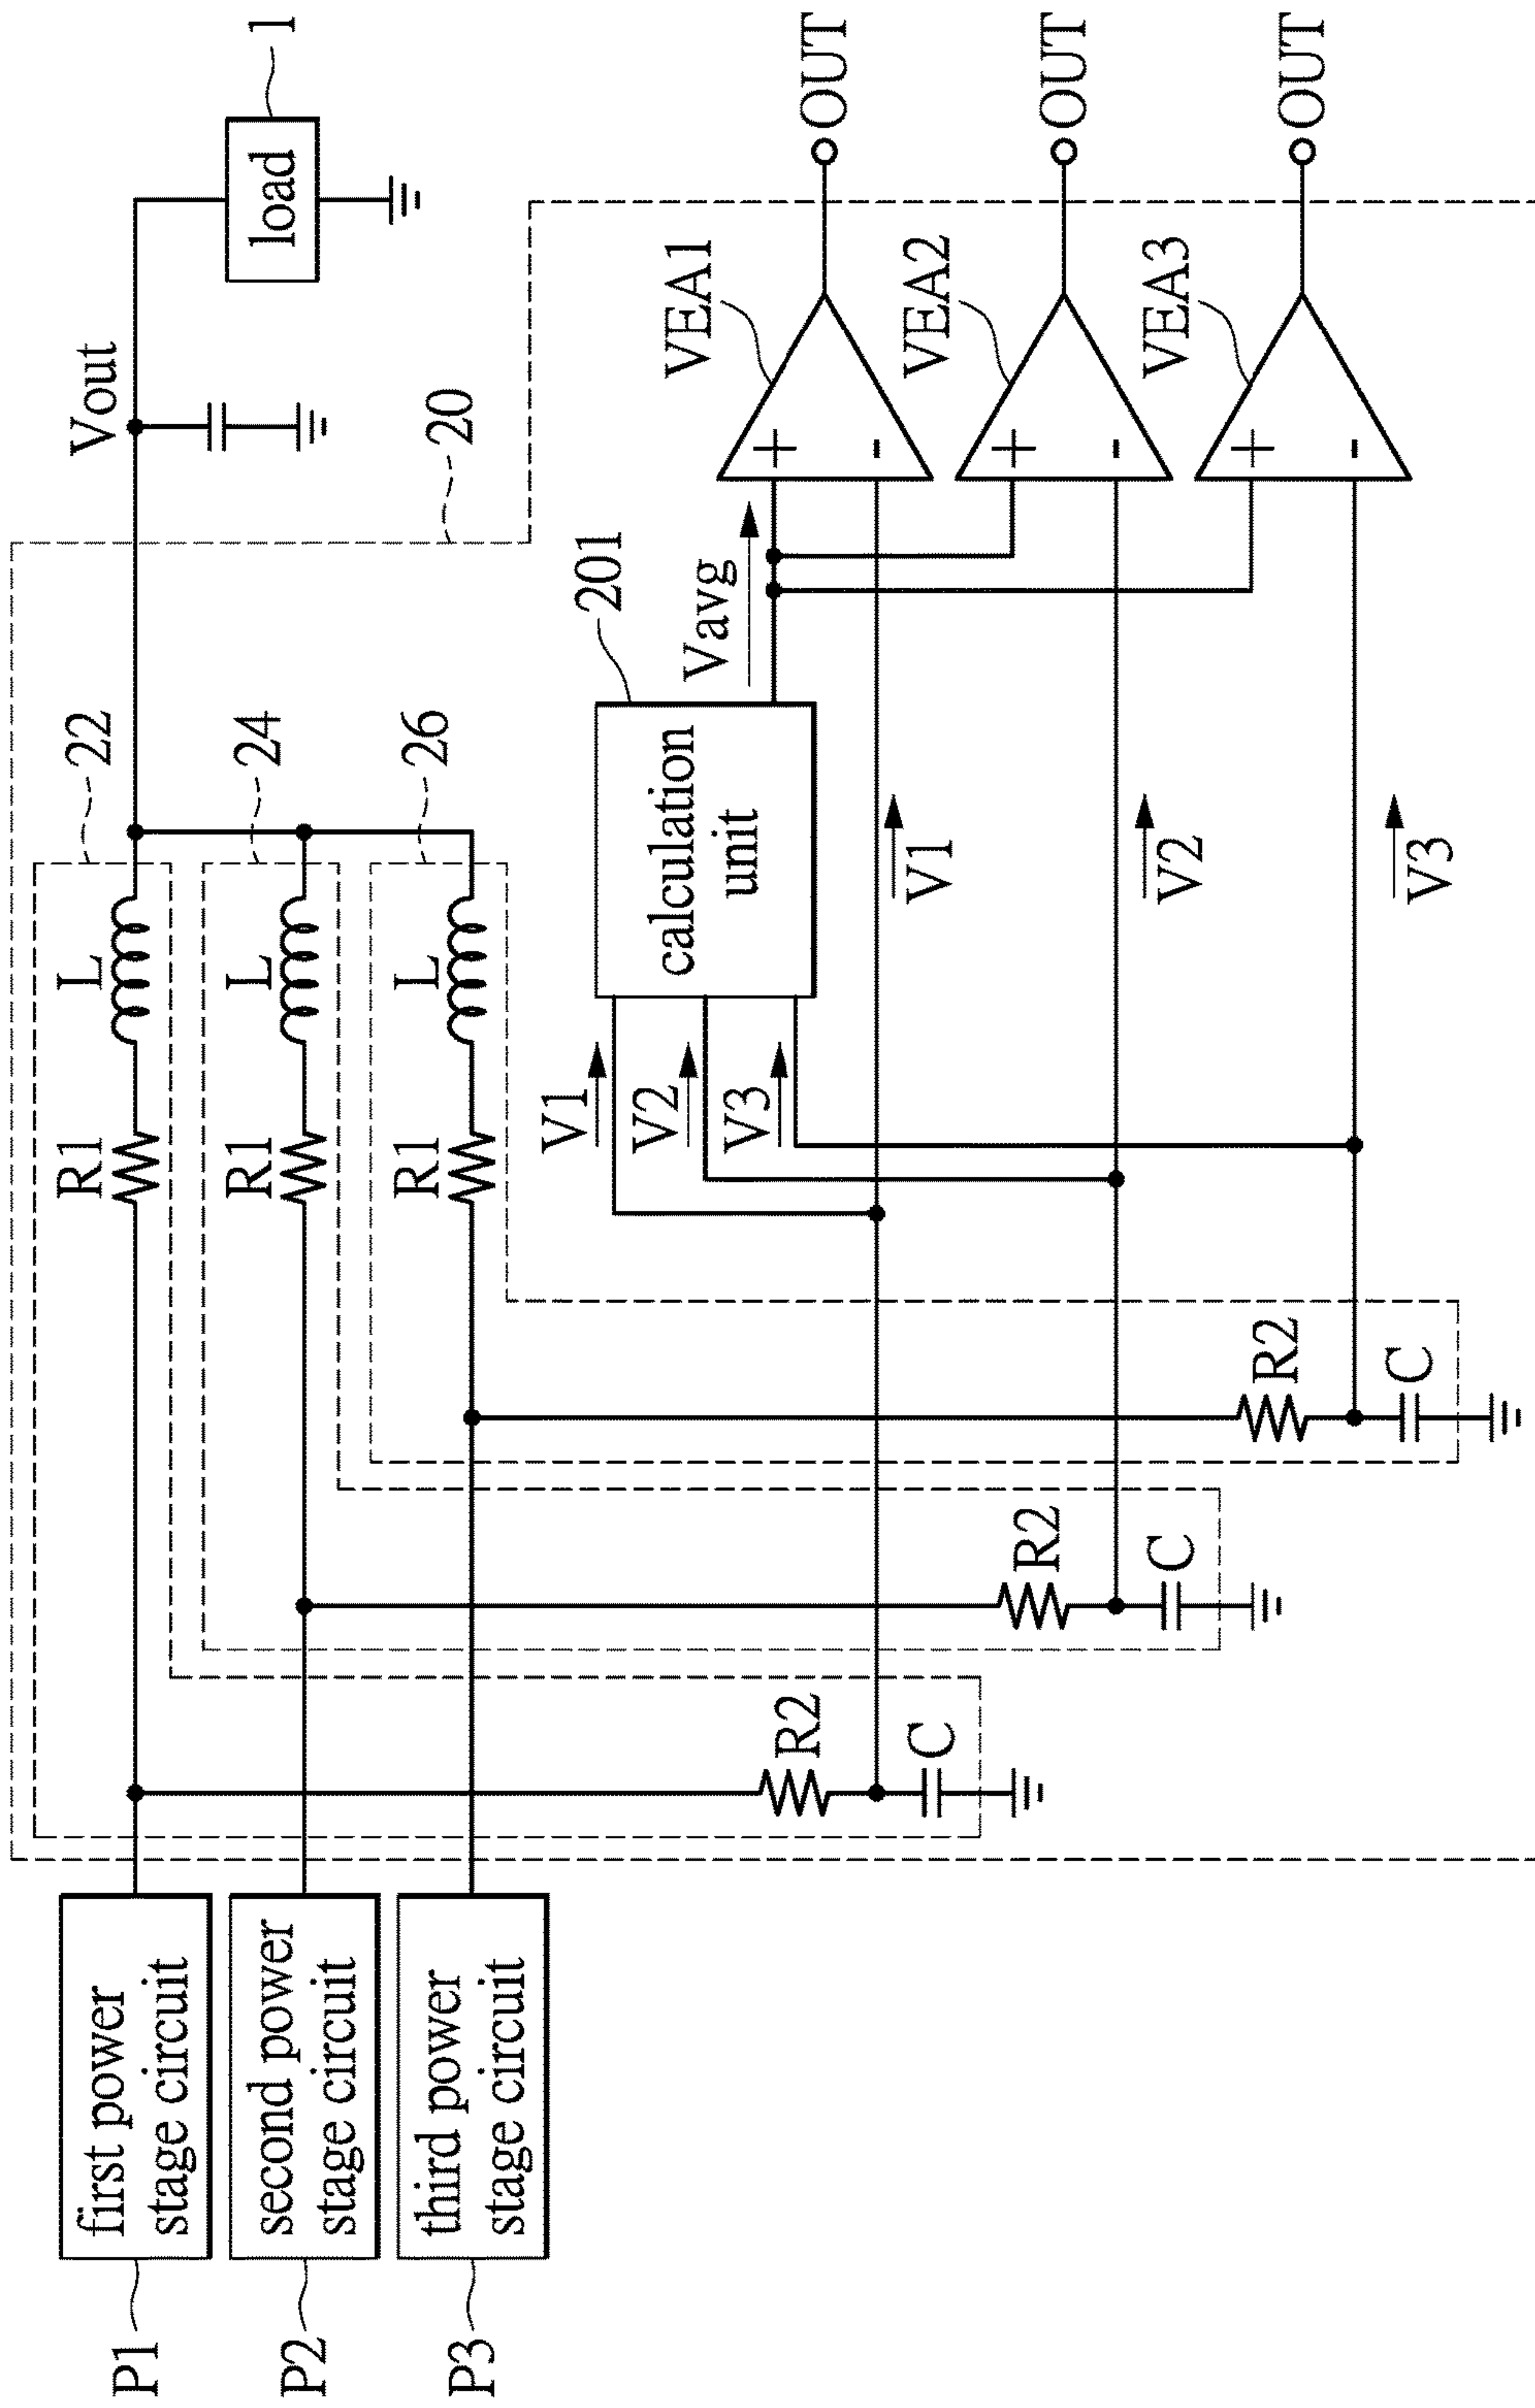 P1
first power
stage circuit
P2
second power
stage circuit
P3
third power
stage circuit
R1
L
22
R1
L
24
R1
L
26
Vout
load
1
20
R2
C
R2
C
R2
C
V1
V2
V3
calculation
unit
201
Vavg
V1
V2
V3
VEA1
+
-
OUT
VEA2
+
-
OUT
VEA3
+
-
OUT